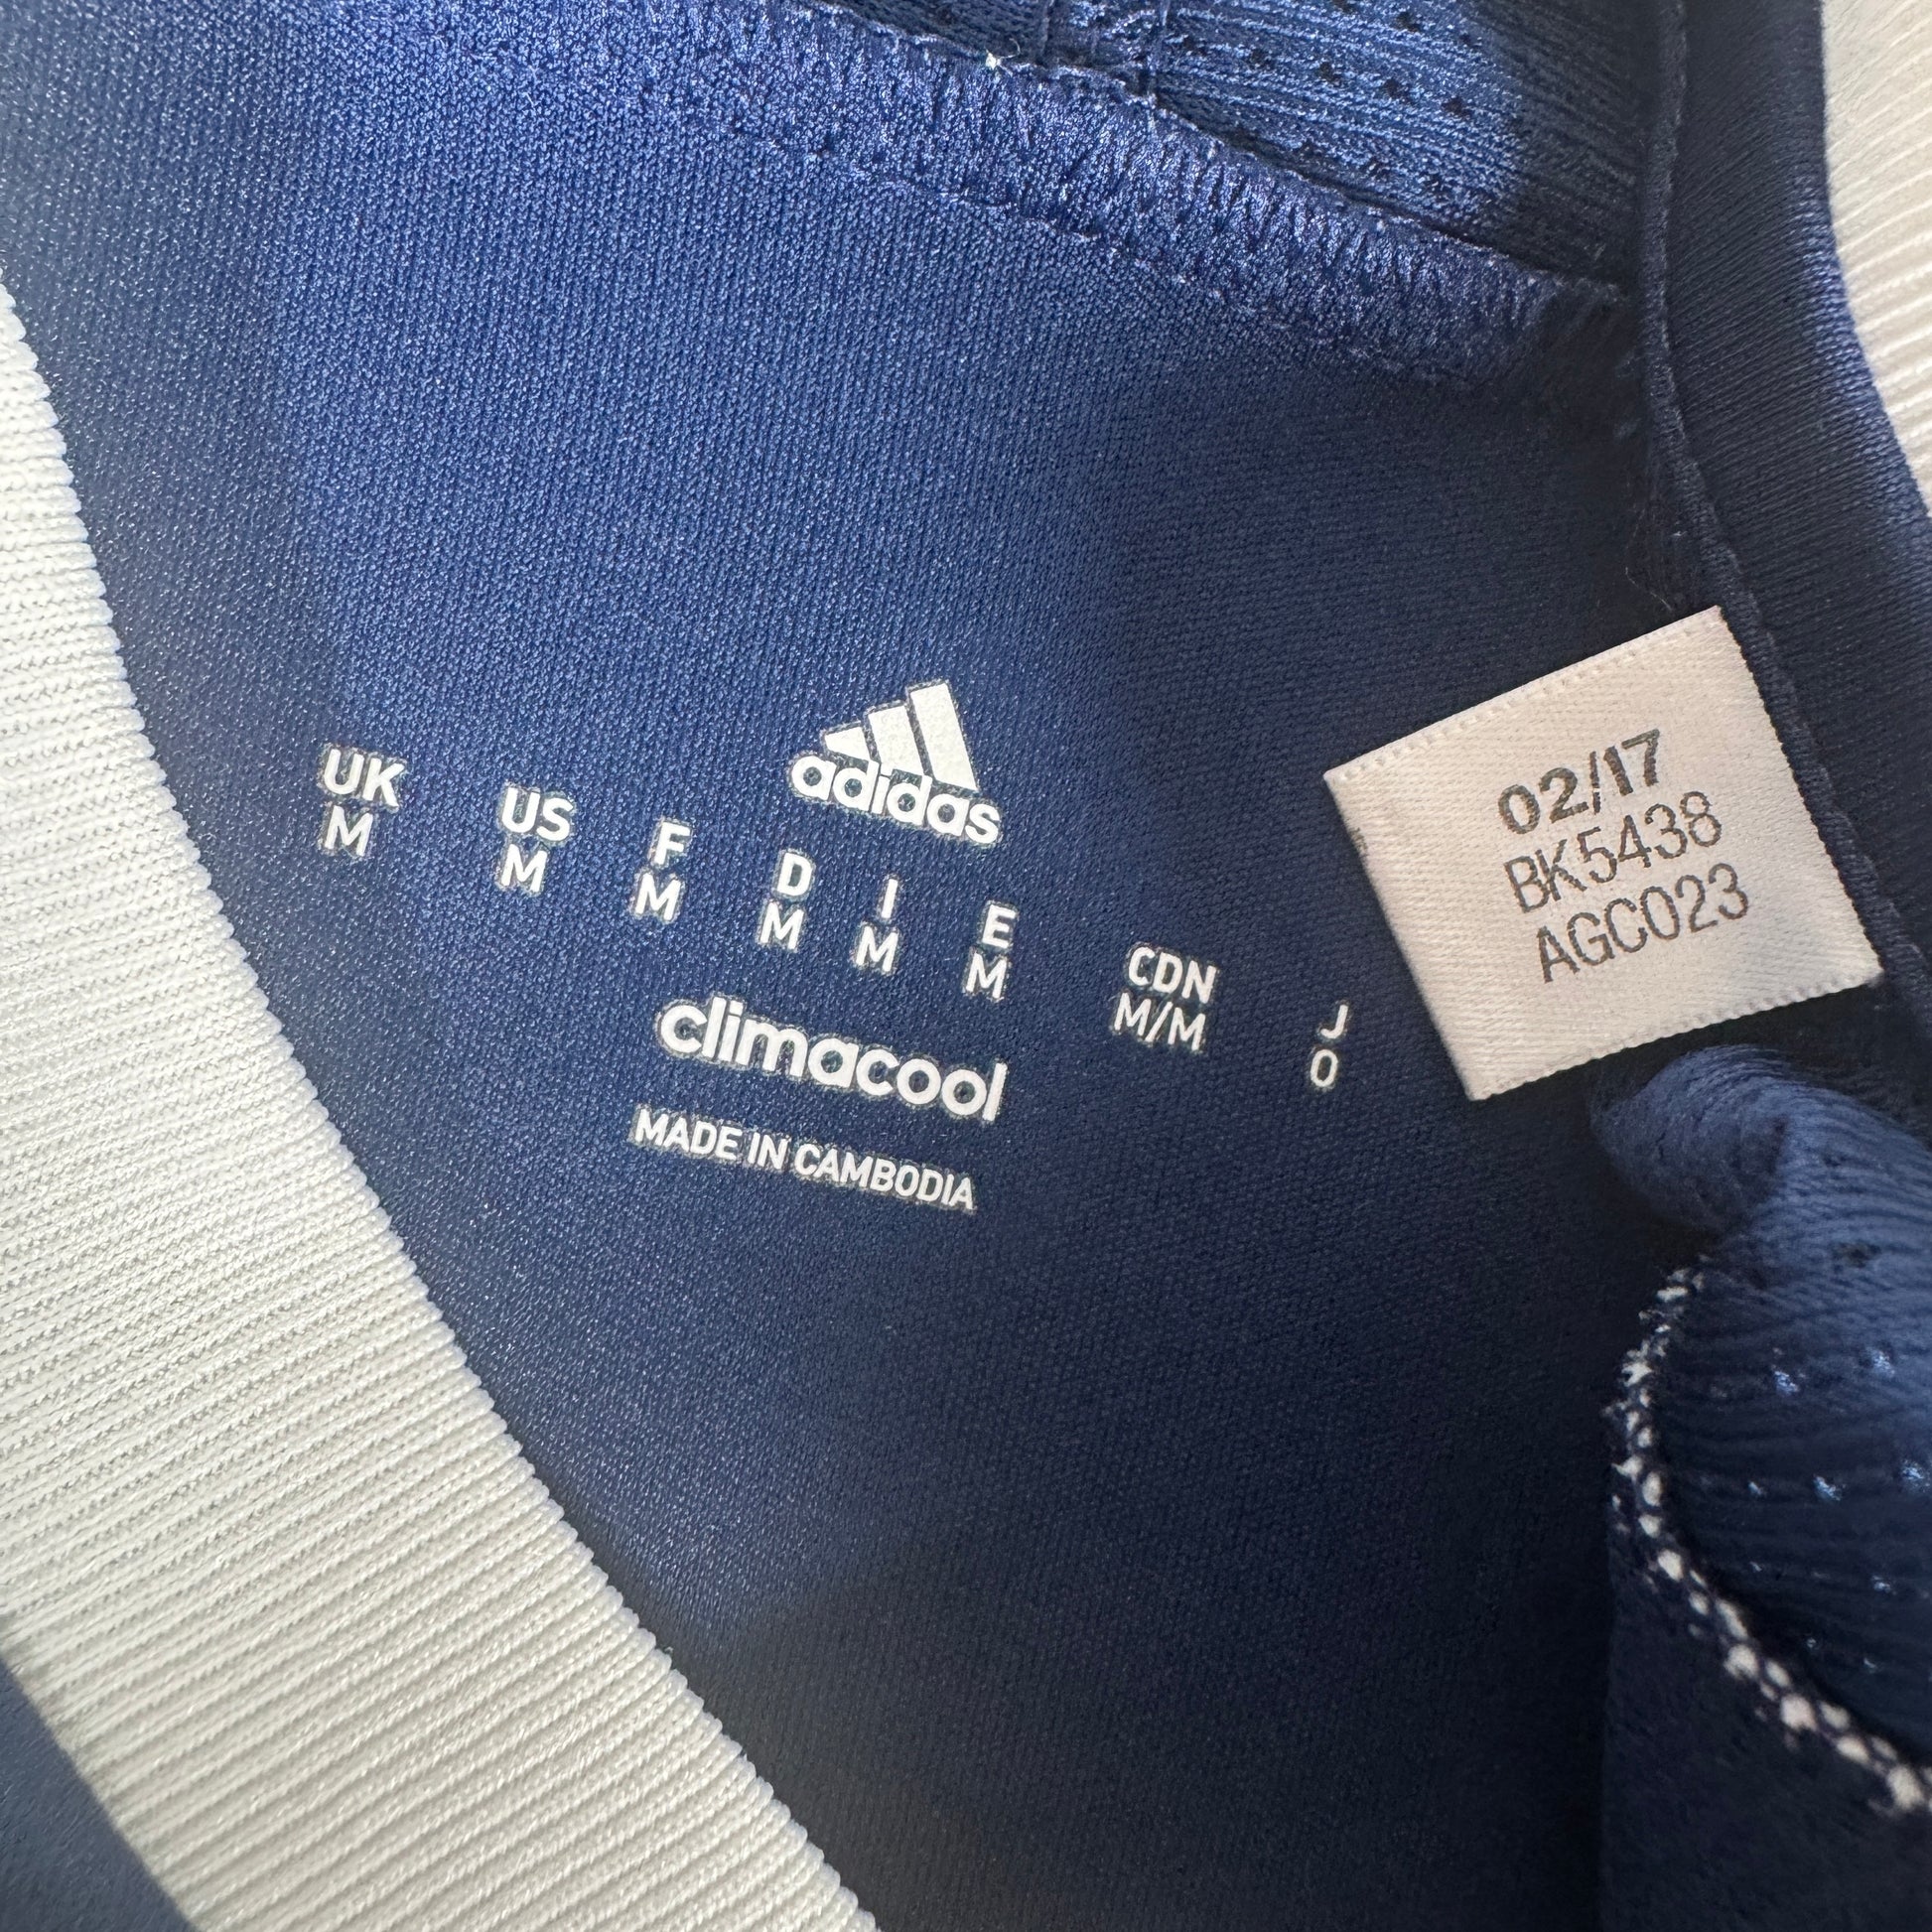 adidas
UK US F D I E CDN J
M M M M M M M/M O
climacool
MADE IN CAMBODIA
02/17
BK5438
AGC023